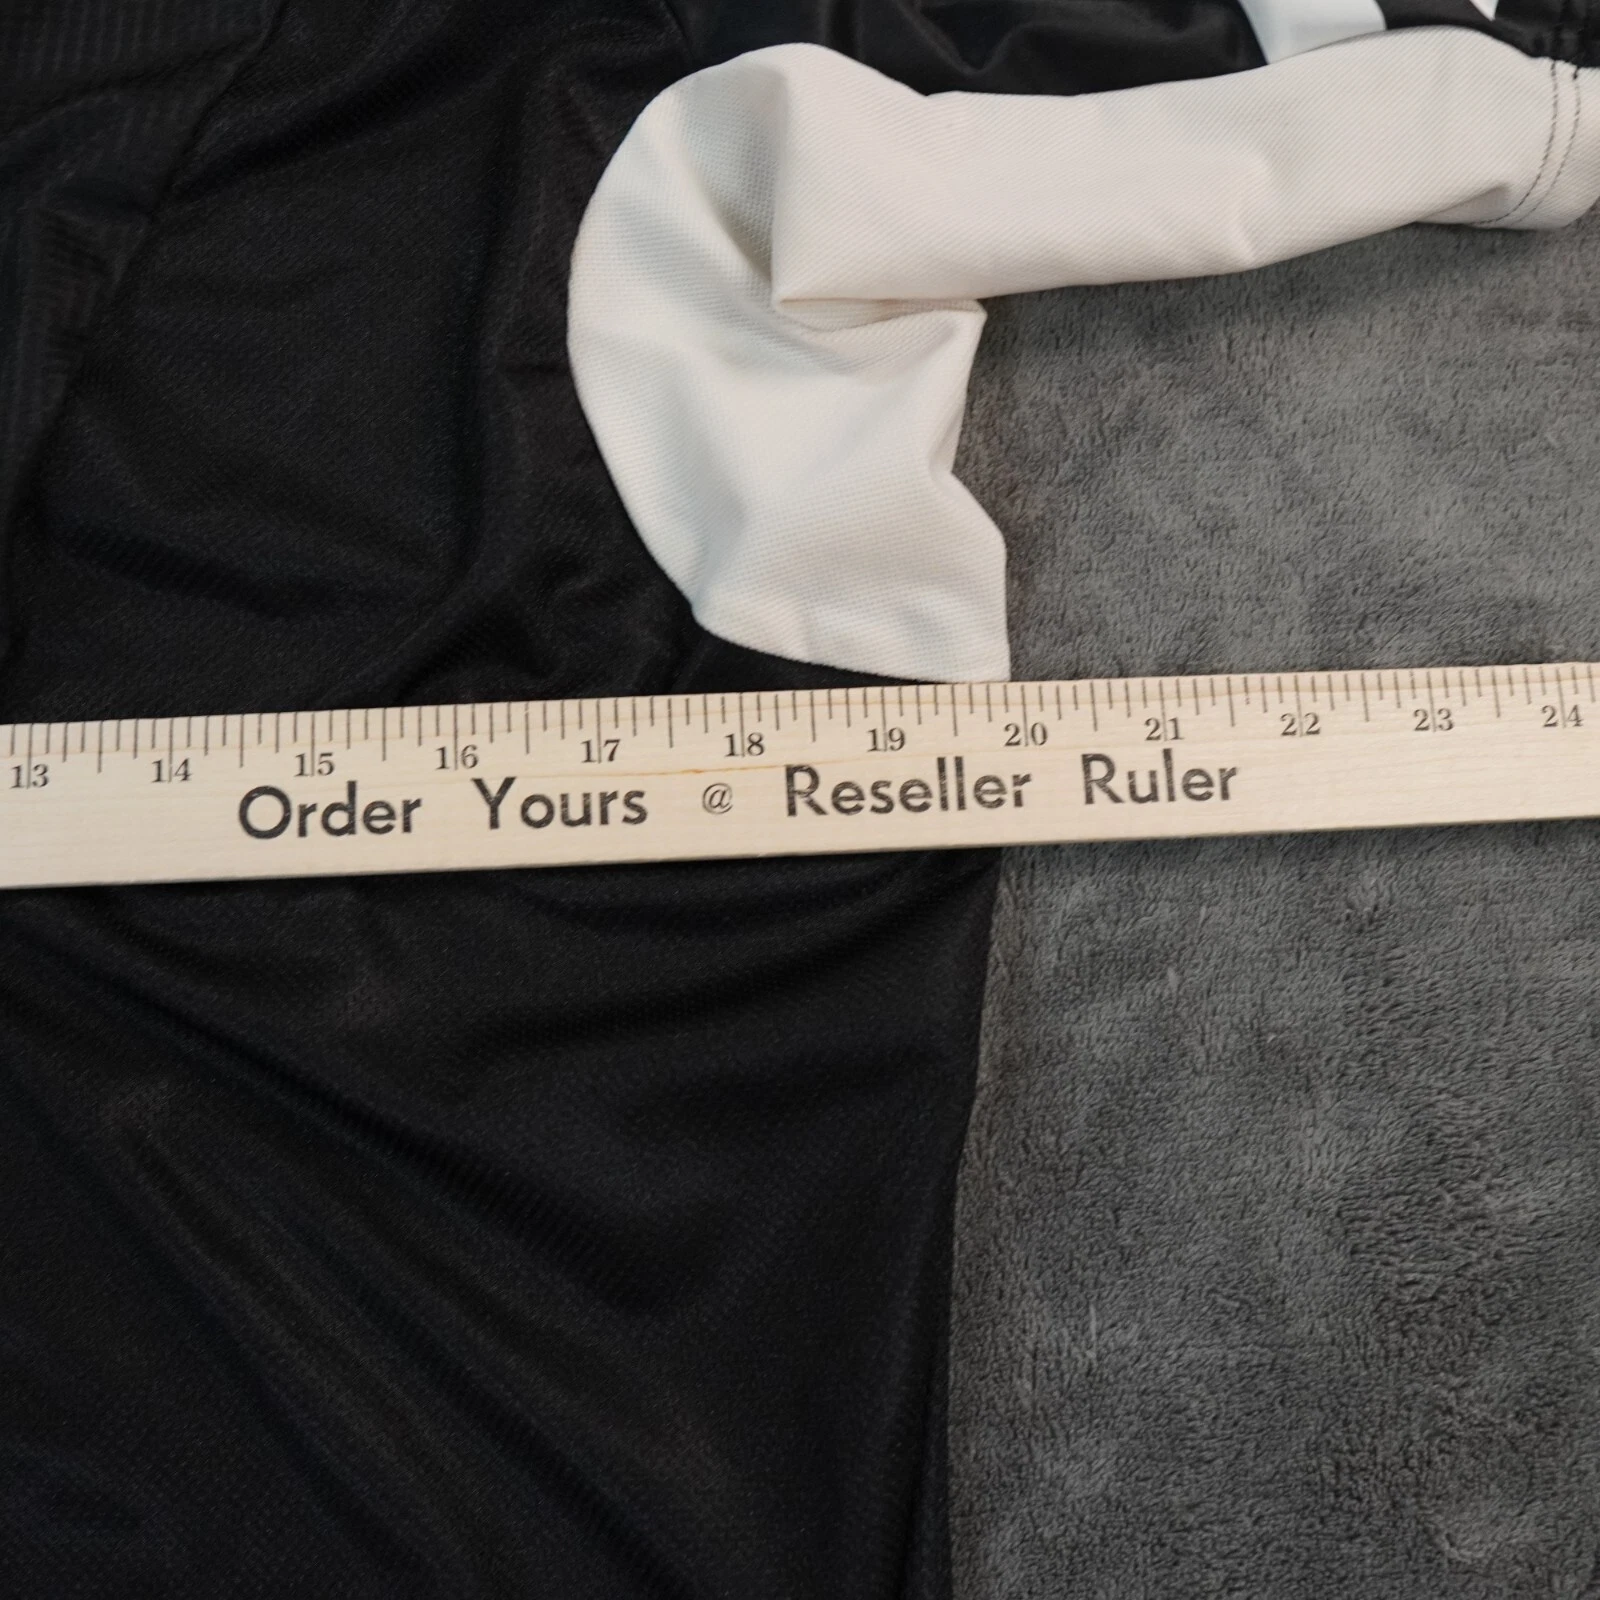 13 14 15 16 17 18 19 20 21 22 23 24
Order Yours @ Reseller Ruler